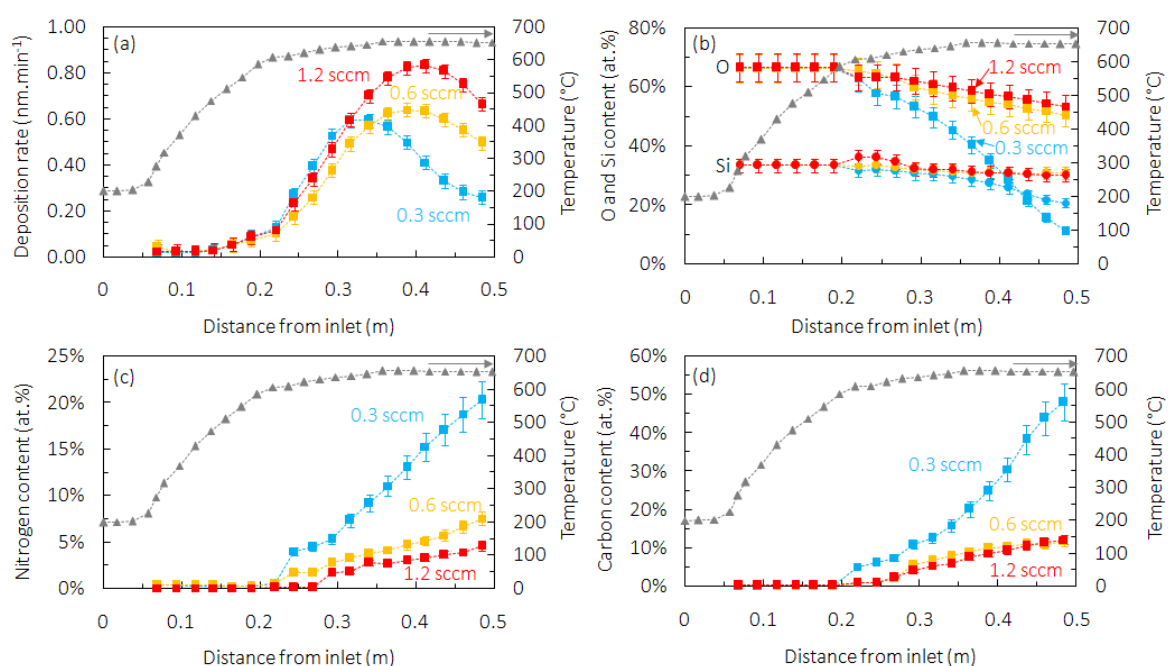 (a)
Deposition rate (nm.min⁻¹)
1.00
0.80
0.60
0.40
0.20
0.00
1.2 sccm
0.6 sccm
0.3 sccm
700
600
500
400
300
200
100
0
Temperature (°C)
0 0.1 0.2 0.3 0.4 0.5
Distance from inlet (m)
(b)
O and Si content (at.%)
80%
60%
40%
20%
0%
O
Si
1.2 sccm
0.6 sccm
0.3 sccm
700
600
500
400
300
200
100
0
Temperature (°C)
0 0.1 0.2 0.3 0.4 0.5
Distance from inlet (m)
(c)
Nitrogen content (at.%)
25%
20%
15%
10%
5%
0%
0.3 sccm
0.6 sccm
1.2 sccm
700
600
500
400
300
200
100
0
Temperature (°C)
0 0.1 0.2 0.3 0.4 0.5
Distance from inlet (m)
(d)
Carbon content (at.%)
60%
50%
40%
30%
20%
10%
0%
0.3 sccm
0.6 sccm
1.2 sccm
700
600
500
400
300
200
100
0
Temperature (°C)
0 0.1 0.2 0.3 0.4 0.5
Distance from inlet (m)